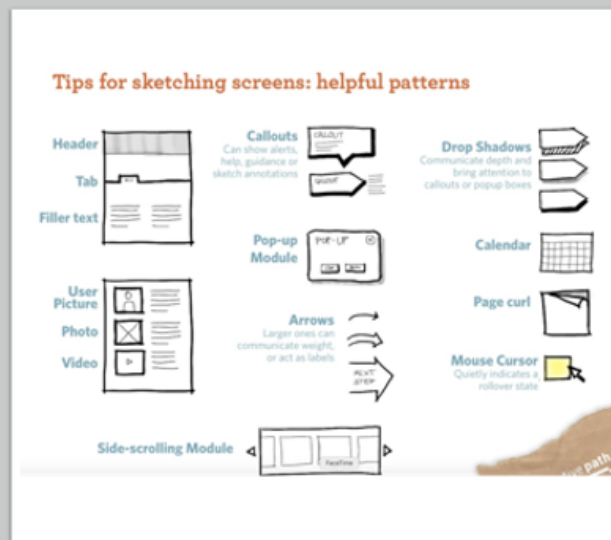 Tips for sketching screens: helpful patterns
Header
Tab
Filler text
User
Picture
Photo
Video
Callouts
Can show alerts,
help, guidance or
sketch annotations
CALLOUT
CALLOUT
Pop-up
Module
POP-UP
Arrows
Larger ones can
communicate weight,
or act as labels
NEXT
STEP
Drop Shadows
Communicate depth and
bring attention to
callouts or popup boxes
Calendar
Page curl
Mouse Cursor
Quietly indicates a
rollover state
Side-scrolling Module
FaceTime
path